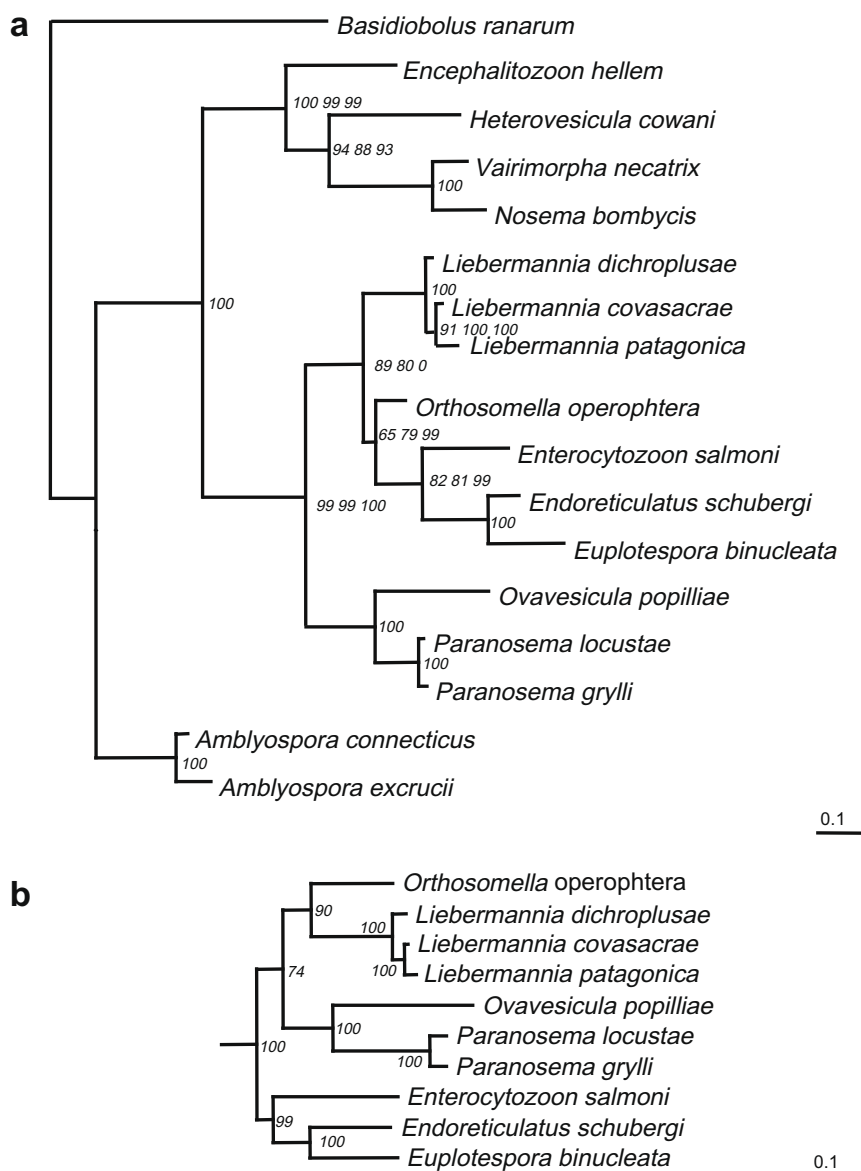 a
Basidiobolus ranarum
Encephalitozoon hellem
100 99 99
Heterovesicula cowani
94 88 93
Vairimorpha necatrix
100
Nosema bombycis
Liebermannia dichroplusae
100
Liebermannia covasacrae
100
91 100 100
Liebermannia patagonica
89 80 0
Orthosomella operophtera
65 79 99
Enterocytozoon salmoni
82 81 99
99 99 100
Endoreticulatus schubergi
100
Euplotespora binucleata
Ovavesicula popilliae
100
Paranosema locustae
100
Paranosema grylli
Amblyospora connecticus
100
Amblyospora excrucii
0.1
b
Orthosomella operophtera
90
Liebermannia dichroplusae
100
Liebermannia covasacrae
100
Liebermannia patagonica
74
Ovavesicula popilliae
100
Paranosema locustae
100
100
Paranosema grylli
Enterocytozoon salmoni
99
Endoreticulatus schubergi
100
Euplotespora binucleata
0.1